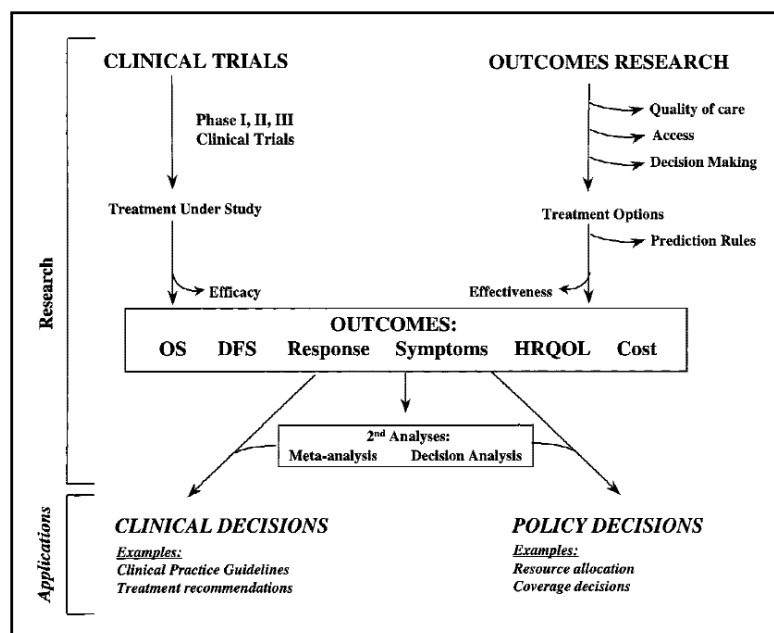 CLINICAL TRIALS
Phase I, II, III
Clinical Trials
Treatment Under Study
Efficacy
OUTCOMES RESEARCH
Quality of care
Access
Decision Making
Treatment Options
Prediction Rules
Effectiveness
Research
OUTCOMES:
OS DFS Response Symptoms HRQOL Cost
2nd Analyses:
Meta-analysis Decision Analysis
Applications
CLINICAL DECISIONS
Examples:
Clinical Practice Guidelines
Treatment recommendations
POLICY DECISIONS
Examples:
Resource allocation
Coverage decisions